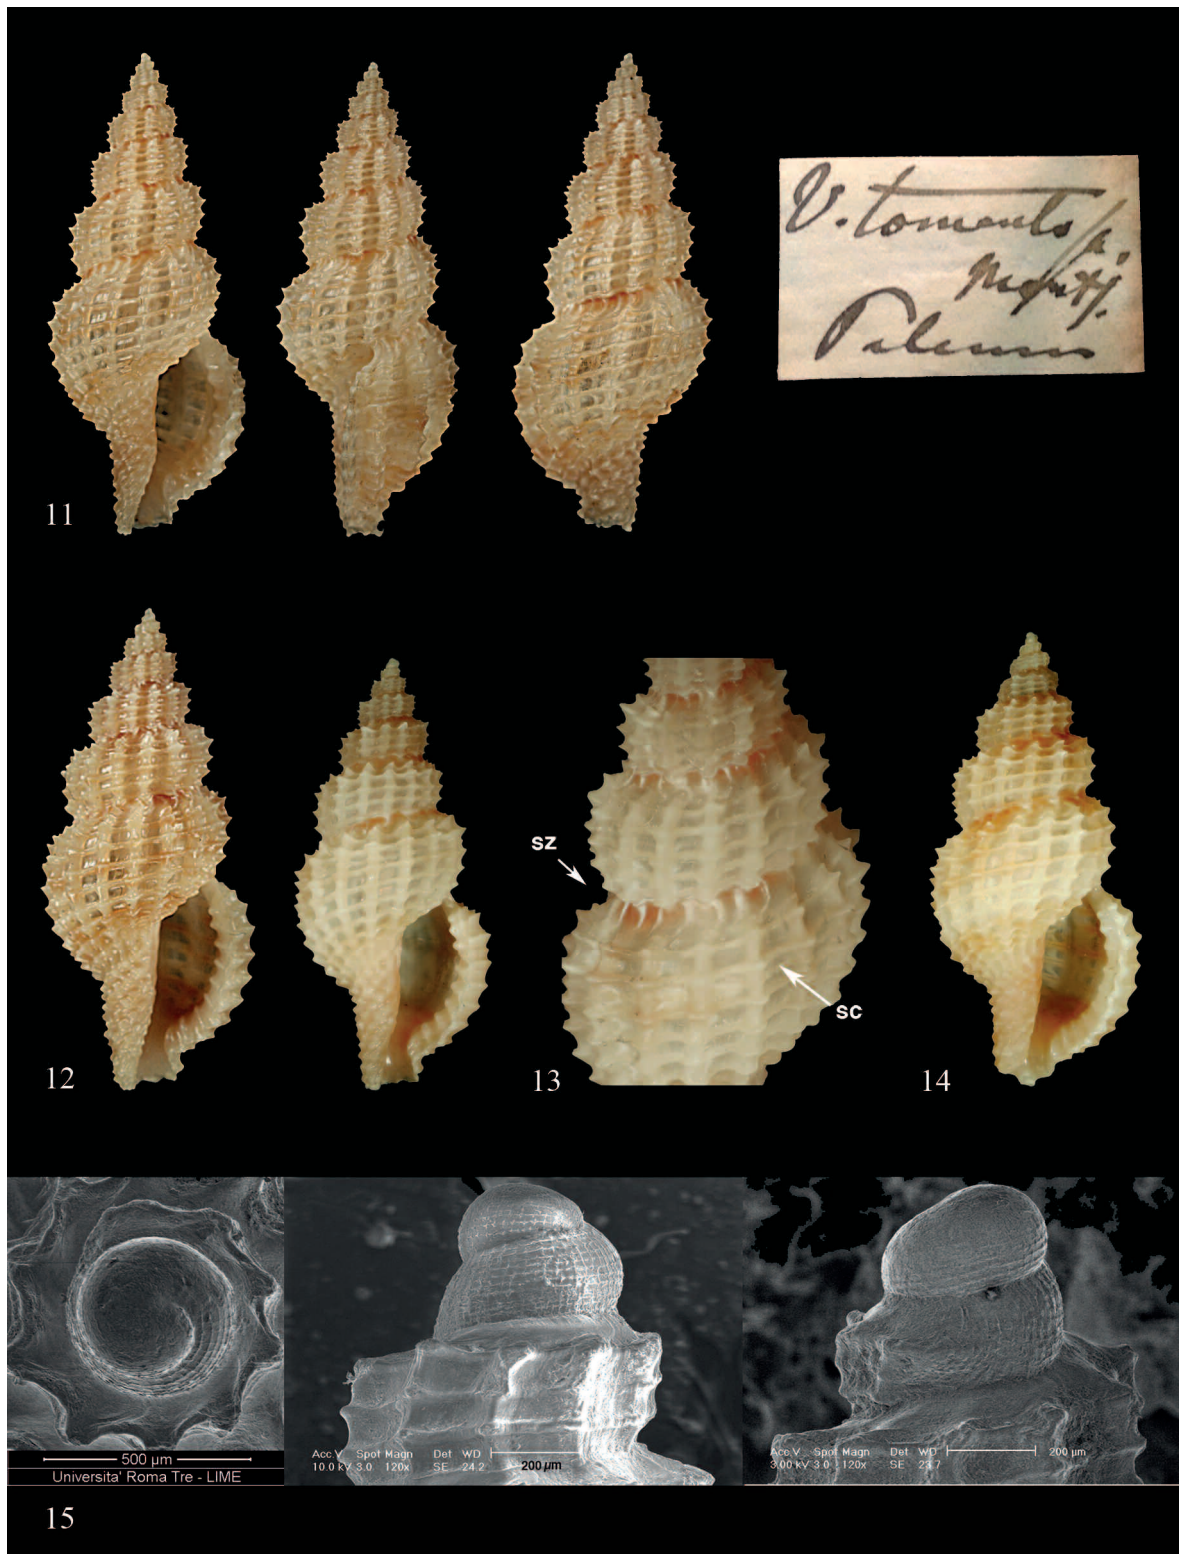 11
V. tomentosa.
Palermo
12
sz
sc
13
14
500 µm
Universita' Roma Tre - LIME
Acc.V Spot Magn Det WD
10.0 kV 3.0 120x SE 24.2 200 µm
Acc.V Spot Magn Det WD 200 µm
3.00 kV 3.0 120x SE 23.7
15